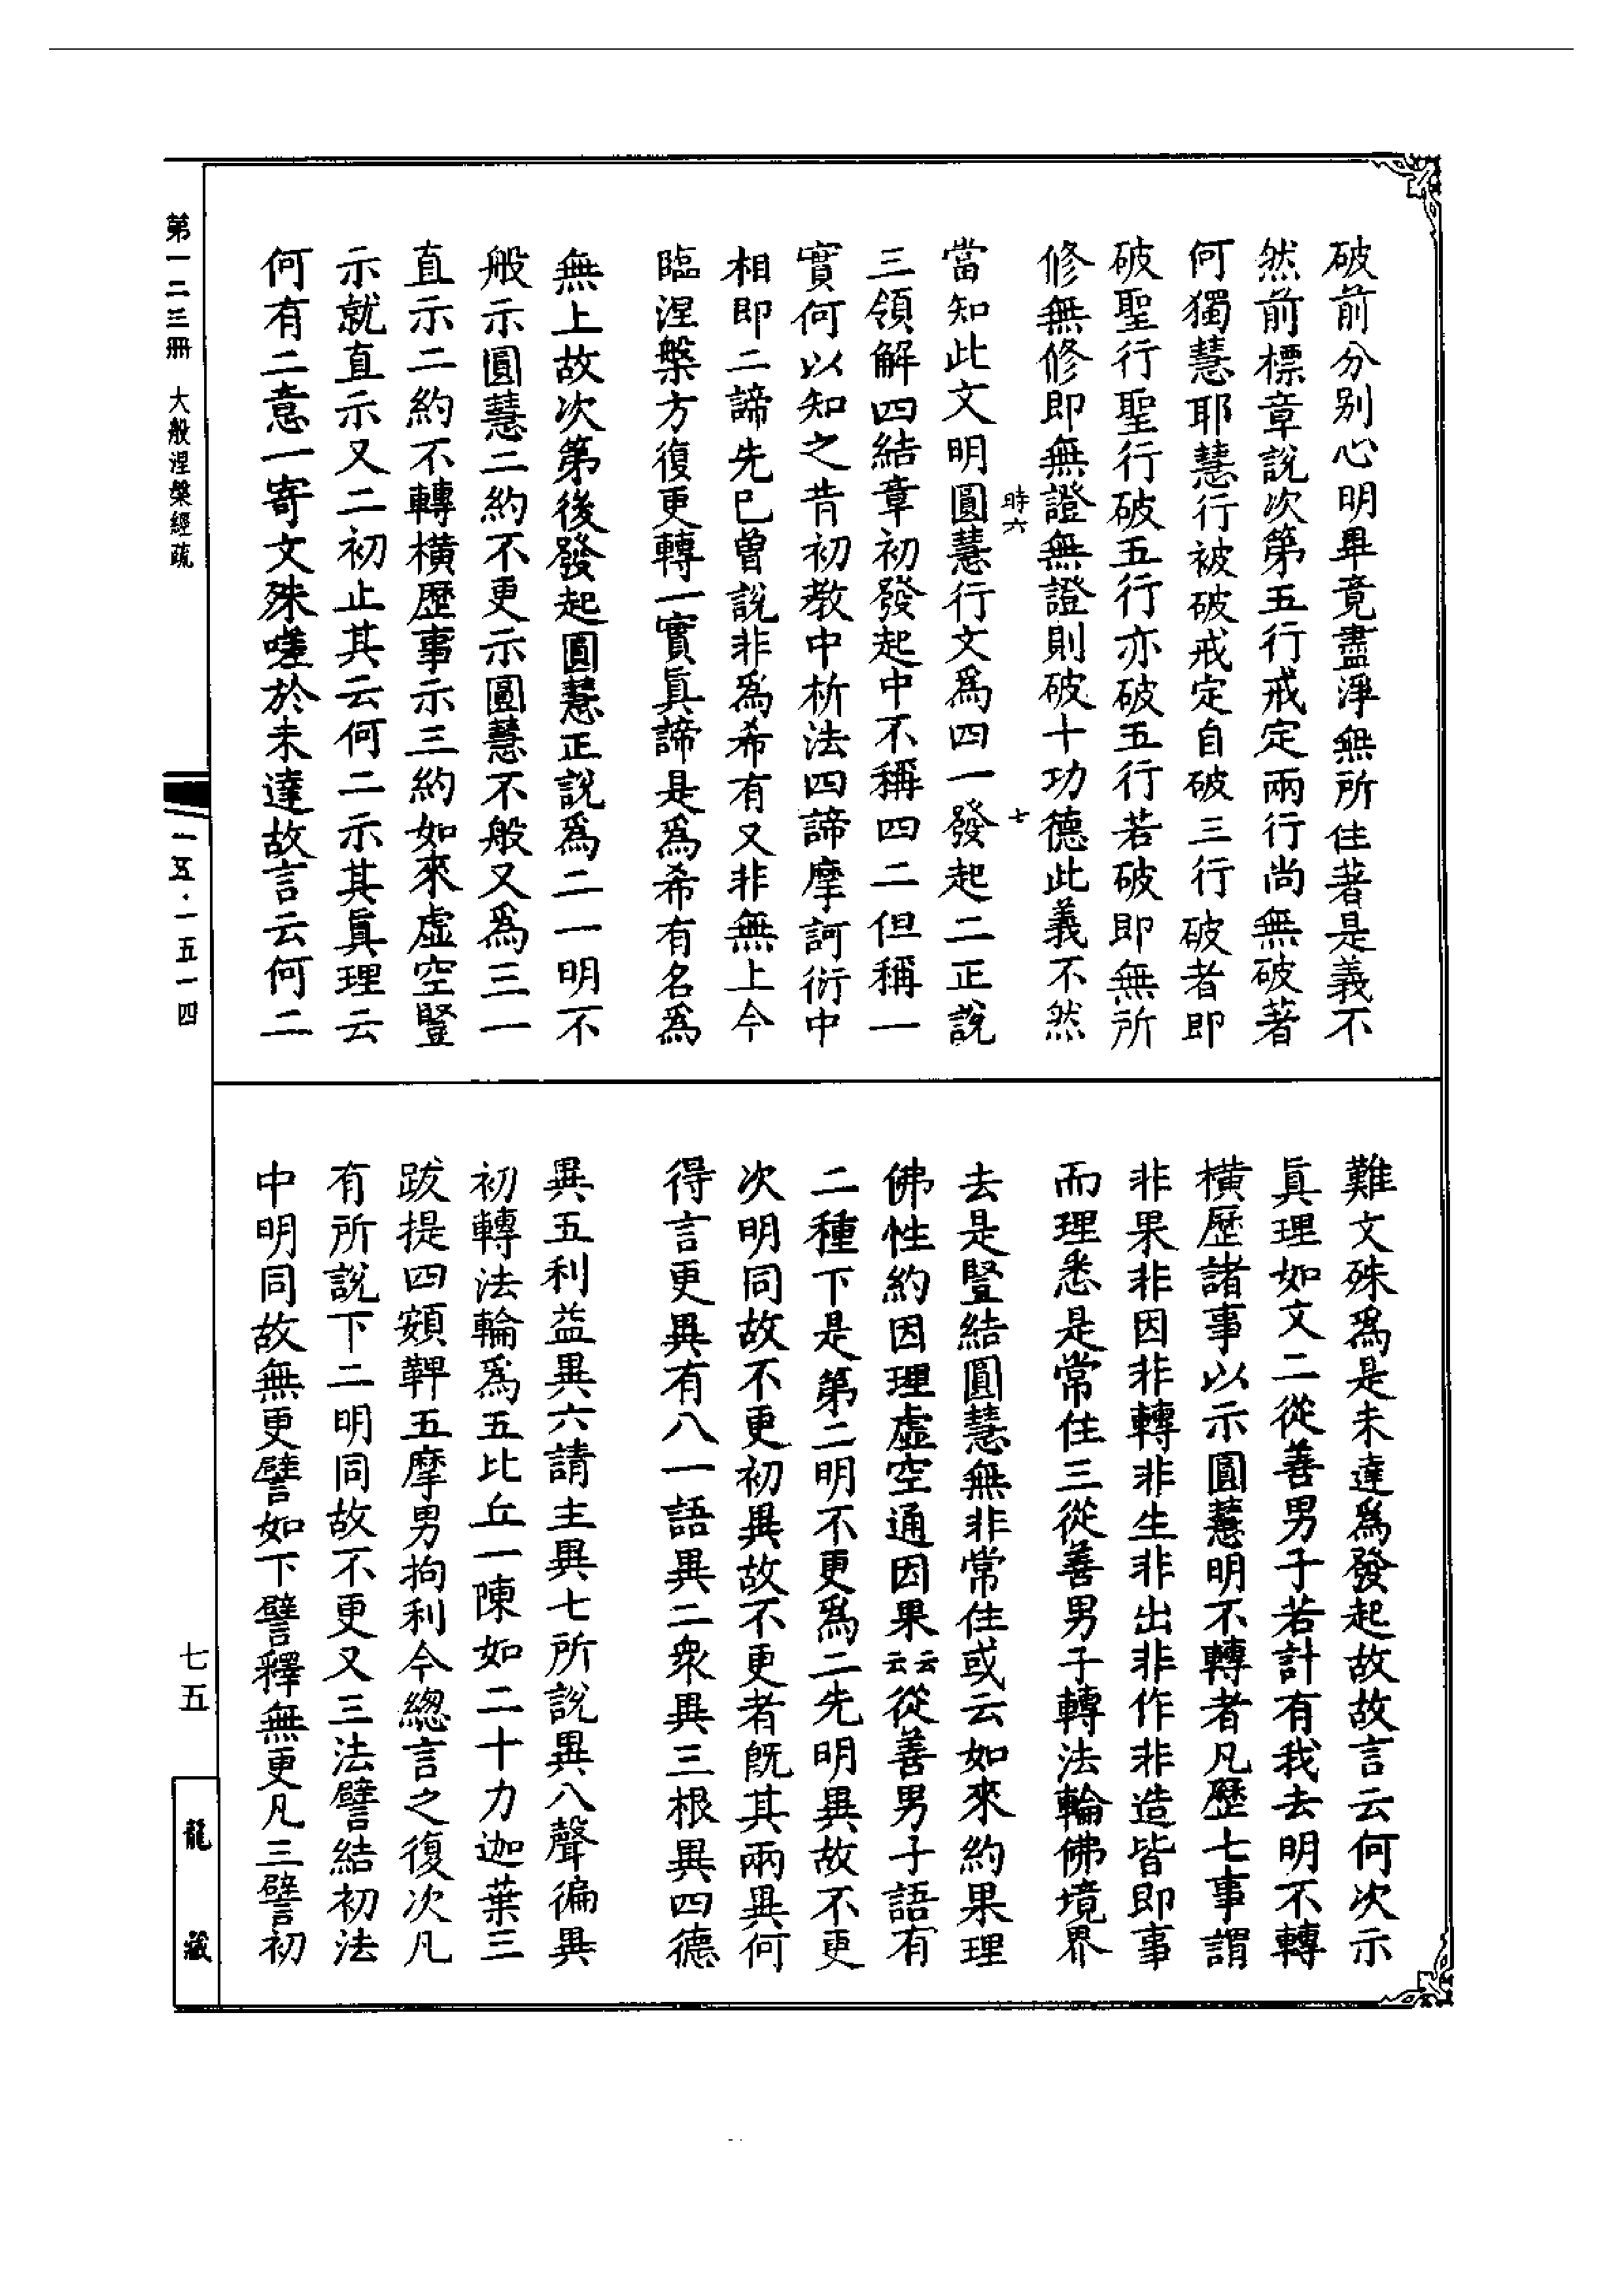 破前分別心明畢竟盡淨無所住著是義不
然前標章說次第五行戒定兩行尚無破著
何獨慧耶慧行被破戒定自破三行破者即
破聖行聖行破五行亦破五行若破即無所
修無修修即無證無證則破十功德此義不然
時六
七
當知此文明圓慧行文爲四一發起二正說
三領解四結章初發起中不稱四二但稱一
實何以知之昔初教中析法四諦摩訶衍中
相即二諦先已曾說非爲希有又非無上今
臨涅槃方復更轉一實眞諦是爲希有名爲
無上故次第後發起圓慧正說爲二一明不
般示圓慧二約不更示圓慧不般又爲三一
直示二約不轉橫歷事示三約如來虛空豎
示就直示又二初止其云何二示其眞理云
何有二意一寄文殊嗟於未達故言云何二
難文殊爲是未達爲發起故故言云何次示
眞理如文二從善男子若計有我去明不轉
橫歷諸事以示圓慧明不轉者凡歷七事謂
非果非因非轉非生非出非作非造皆即事
而理悉是常住三從善男子轉法輪佛境界
去是豎結圓慧無非常住或云如來約果理
佛性約因理虛空通因果云云從善男子語有
二種下是第二明不更爲二先明異故不更
次明同故不更初異故不更者既其兩異何
得言更異有八一語異二衆異三根異四德
異五利益異六請主異七所說異八聲徧異
初轉法輪爲五比丘一陳如二十力迦葉三
跋提四頞鞞五摩男拘利今總言之復次凡
有所說下二明同故不更又三法譬結初法
中明同故無更譬如下譬釋無更凡三譬初
第一二三冊　大般涅槃經疏
一五·一五一四
七五
龍藏